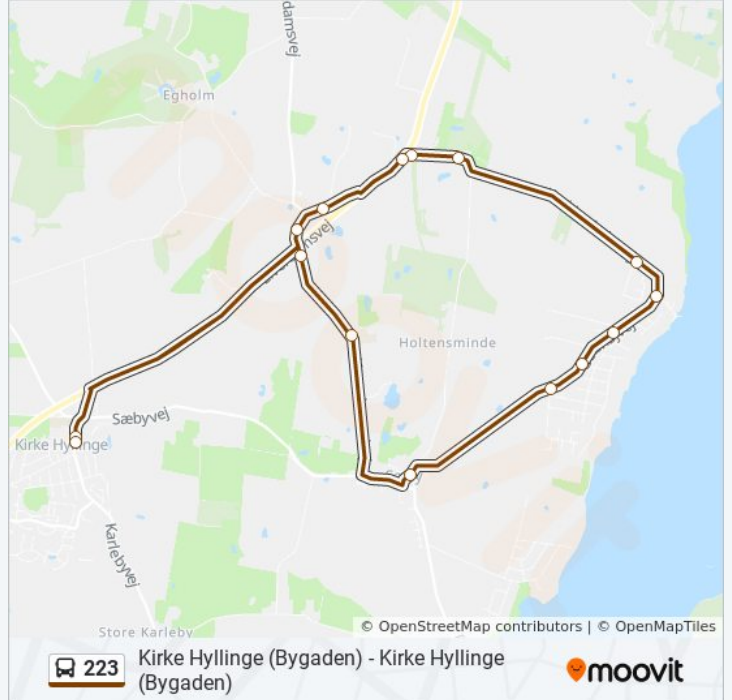 damsvej
Egholm
msvej
Holtensminde
Sæbyvej
Kirke Hyllinge
Karlebyvej
© OpenStreetMap contributors | © OpenMapTiles
Store Karleby
223
Kirke Hyllinge (Bygaden) - Kirke Hyllinge
(Bygaden)
moovit